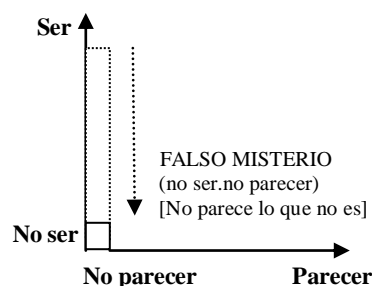 Ser
FALSO MISTERIO
(no ser.no parecer)
[No parece lo que no es]
No ser
No parecer
Parecer